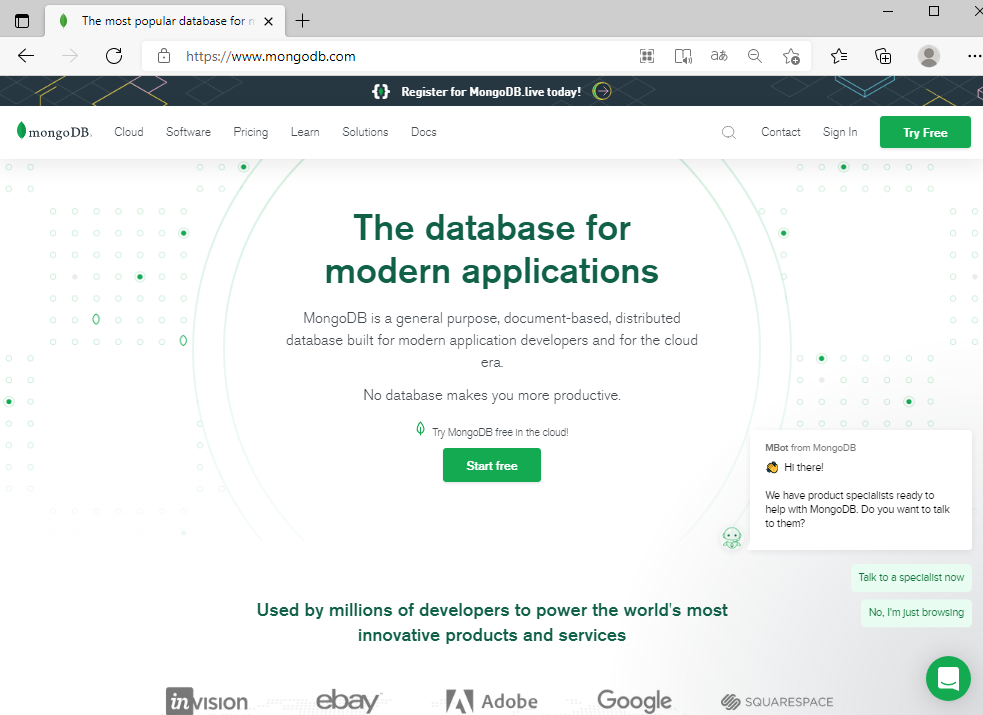 The most popular database for n
https://www.mongodb.com
Register for MongoDB.live today!
mongoDB.
Cloud Software Pricing Learn Solutions Docs Contact Sign In Try Free
The database for
modern applications
MongoDB is a general purpose, document-based, distributed
database built for modern application developers and for the cloud
era.
No database makes you more productive.
Try MongoDB free in the cloud!
Start free
MBot from MongoDB
Hi there!
We have product specialists ready to
help with MongoDB. Do you want to talk
to them?
Talk to a specialist now
No, I'm just browsing
Used by millions of developers to power the world's most
innovative products and services
invision ebay Adobe Google SQUARESPACE